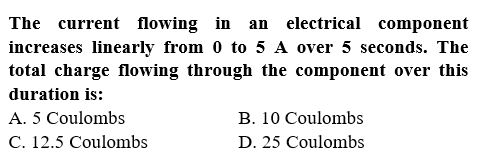 The current flowing in an electrical component
increases linearly from 0 to 5 A over 5 seconds. The
total charge flowing through the component over this
duration is:
A. 5 Coulombs B. 10 Coulombs
C. 12.5 Coulombs D. 25 Coulombs